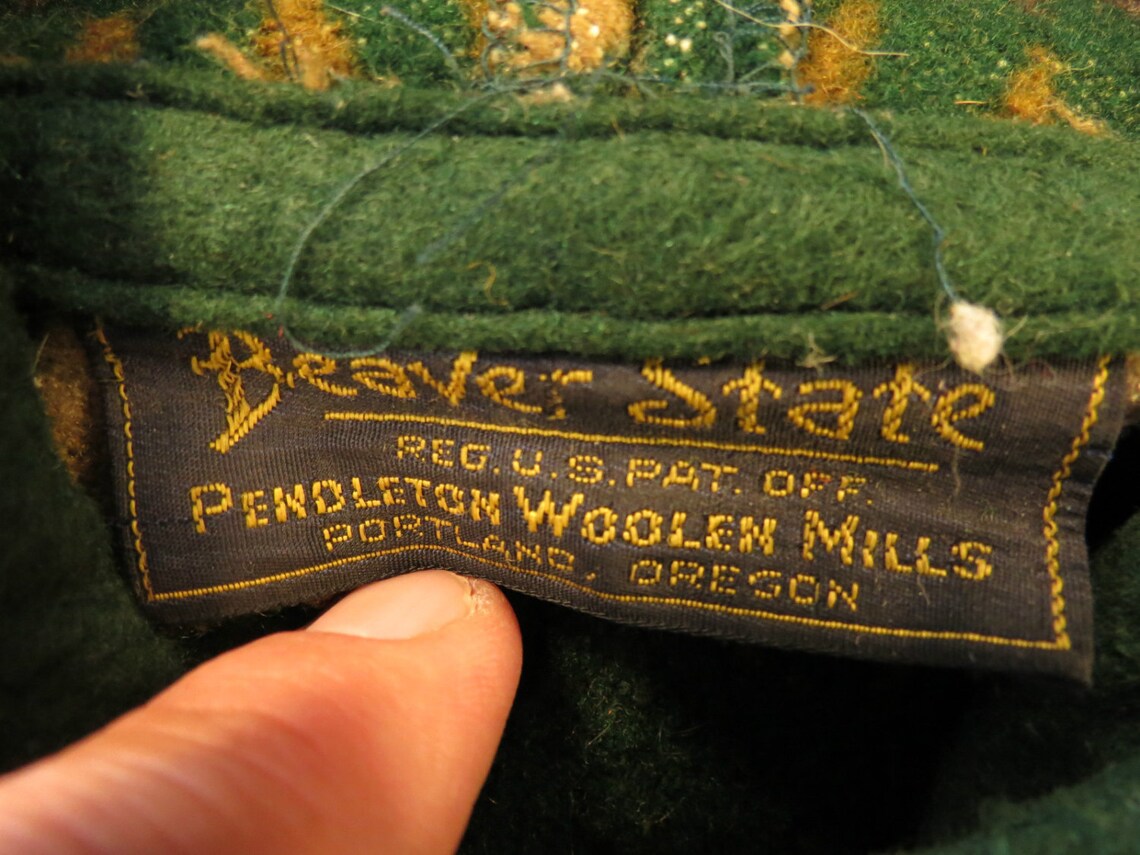 Beaver State
REG. U.S. PAT. OFF.
PENDLETON WOOLEN MILLS
PORTLAND, OREGON